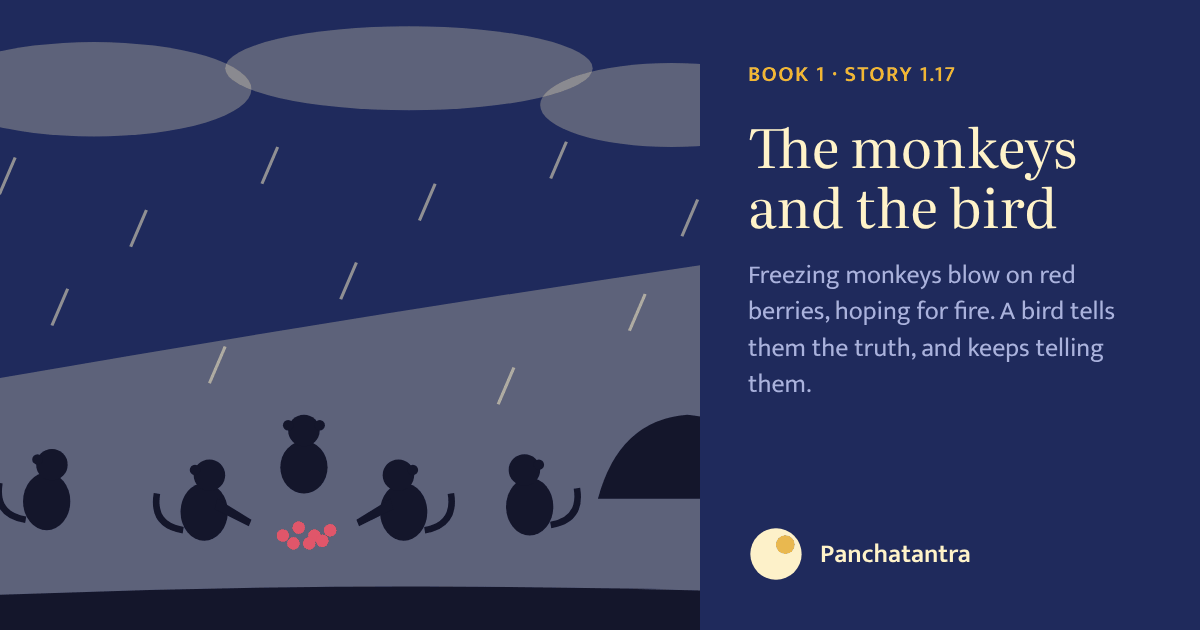 BOOK 1 · STORY 1.17
The monkeys
and the bird
Freezing monkeys blow on red
berries, hoping for fire. A bird tells
them the truth, and keeps telling
them.
Panchatantra